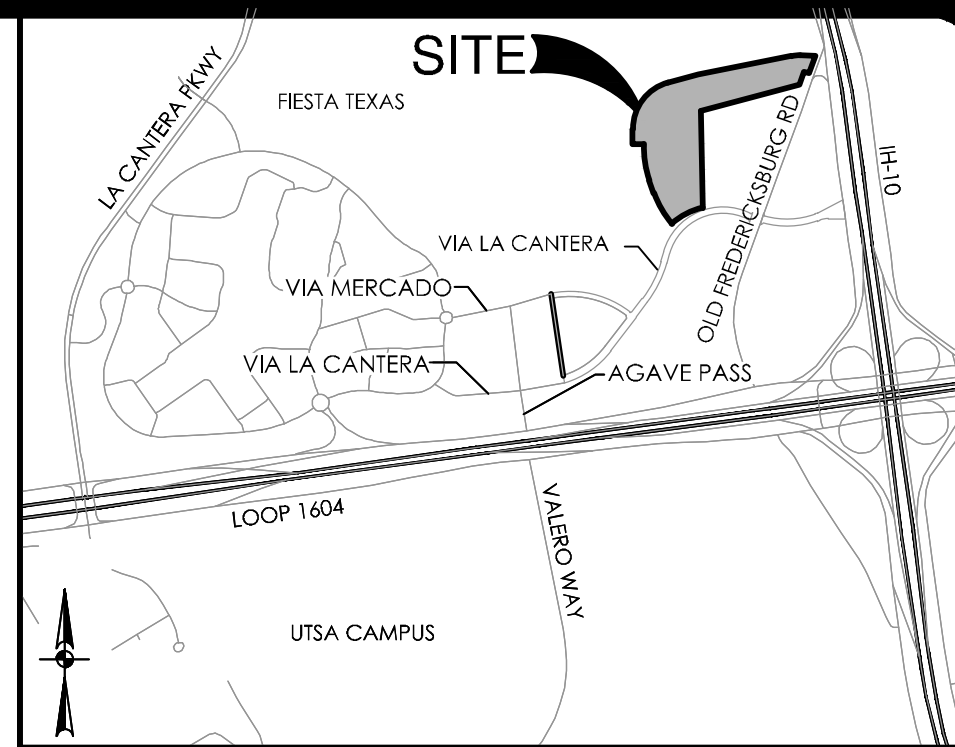 SITE
LA CANTERA PKWY
FIESTA TEXAS
IH-10
OLD FREDERICKSBURG RD
VIA LA CANTERA
VIA MERCADO
VIA LA CANTERA
AGAVE PASS
LOOP 1604
VALERO WAY
UTSA CAMPUS